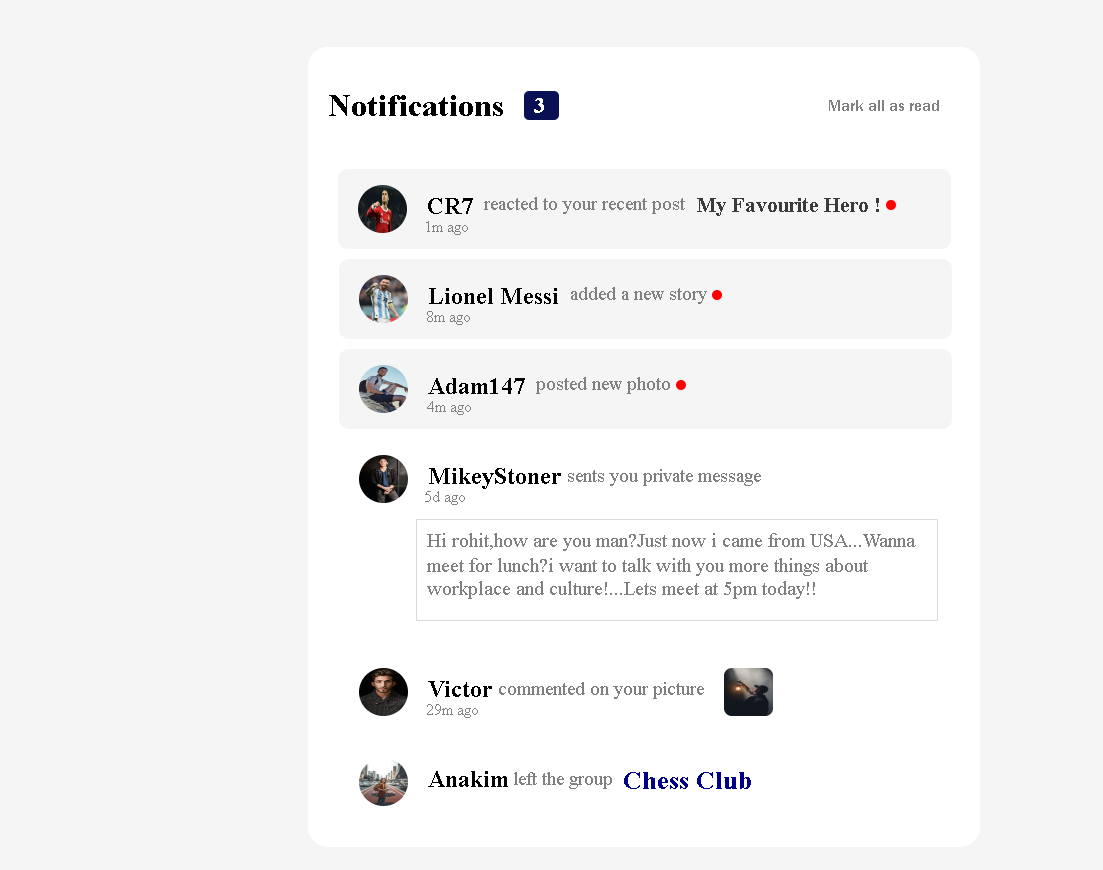 Notifications 3 Mark all as read
CR7 reacted to your recent post My Favourite Hero !
1m ago
Lionel Messi added a new story
8m ago
Adam147 posted new photo
4m ago
MikeyStoner sents you private message
5d ago
Hi rohit,how are you man?Just now i came from USA...Wanna
meet for lunch?i want to talk with you more things about
workplace and culture!...Lets meet at 5pm today!!
Victor commented on your picture
29m ago
Anakim left the group Chess Club